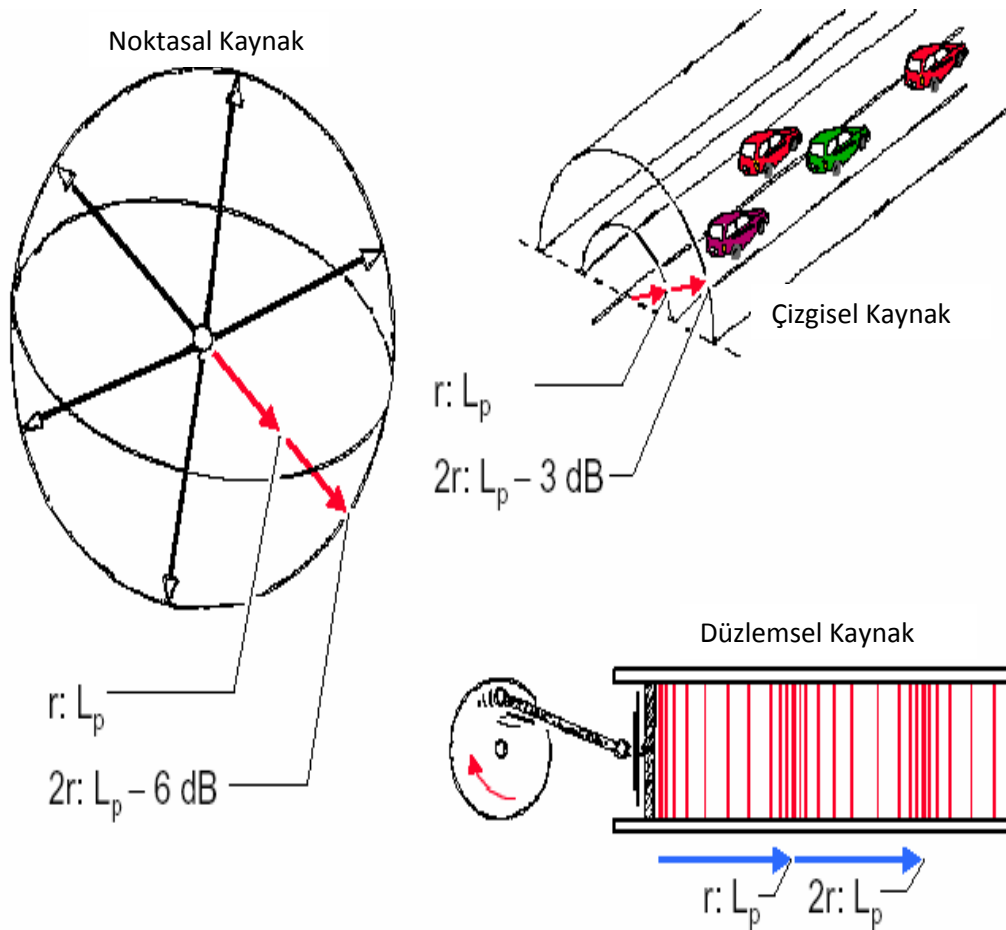 Noktasal Kaynak
r: Lp
2r: Lp – 6 dB
Çizgisel Kaynak
r: Lp
2r: Lp – 3 dB
Düzlemsel Kaynak
r: Lp 2r: Lp